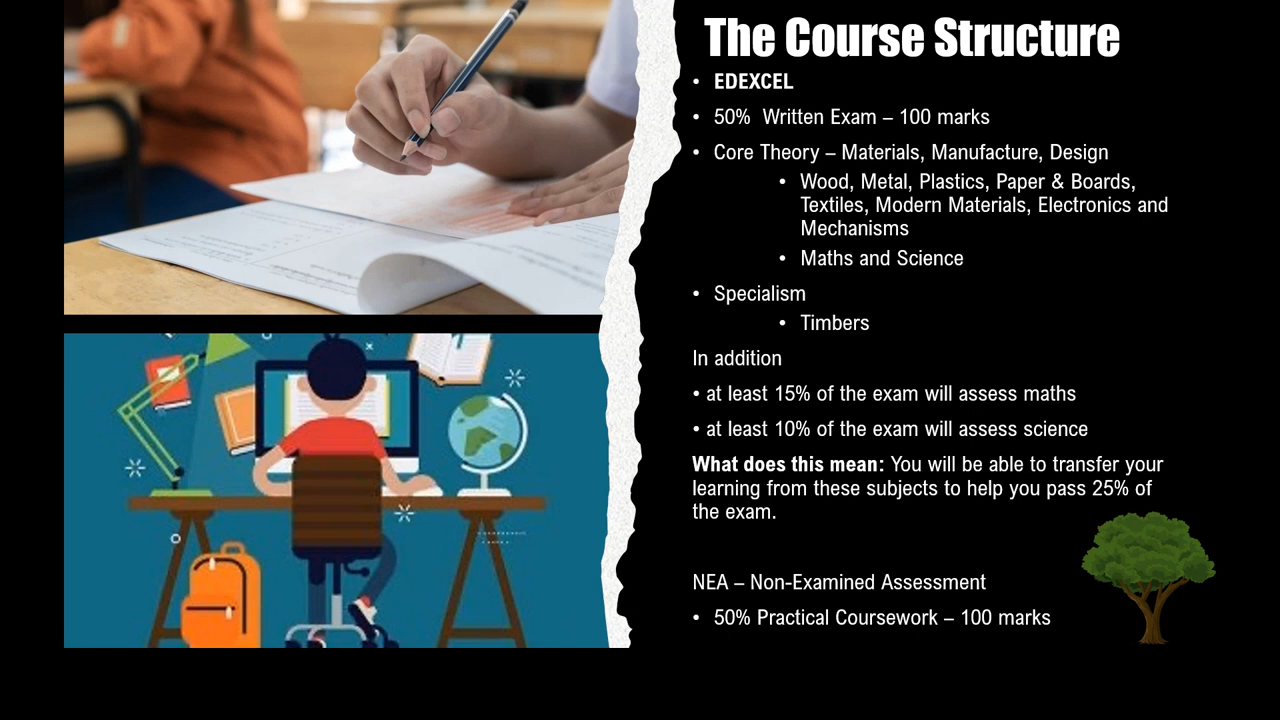 The Course Structure
• EDEXCEL
• 50%  Written Exam – 100 marks
• Core Theory – Materials, Manufacture, Design
• Wood, Metal, Plastics, Paper & Boards,
Textiles, Modern Materials, Electronics and
Mechanisms
• Maths and Science
• Specialism
• Timbers
In addition
• at least 15% of the exam will assess maths
• at least 10% of the exam will assess science
What does this mean: You will be able to transfer your
learning from these subjects to help you pass 25% of
the exam.
NEA – Non-Examined Assessment
• 50% Practical Coursework – 100 marks